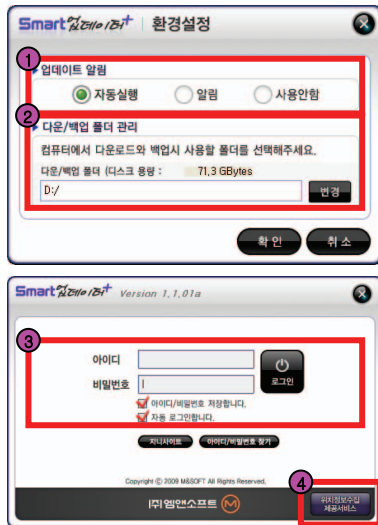 Smart업데이터+ 환경설정
1
업데이트 알림
자동실행 알림 사용안함
2
다운/백업 폴더 관리
컴퓨터에서 다운로드와 백업시 사용할 폴더를 선택해주세요.
다운/백업 폴더 (디스크 용량 : 71,3 GBytes
D:/
변경
확 인 취 소
Smart업데이터+ Version 1,1,01a
3
아이디
비밀번호
로그인
아이디/비밀번호 저장합니다.
자동 로그인합니다.
지니사이트 아이디/비밀번호 찾기
Copyright ⓒ 2009 M&SOFT All Rights Reserved.
4
(주)엠앤소프트
위치정보수집
제공서비스